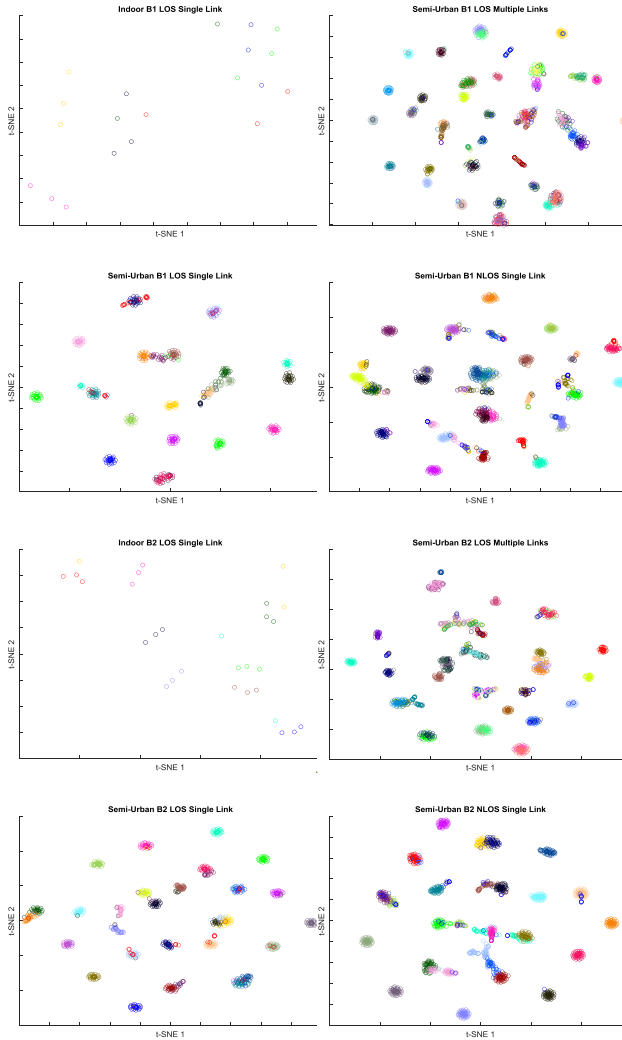 Indoor B1 LOS Single Link
t-SNE 2
t-SNE 1
Semi-Urban B1 LOS Multiple Links
t-SNE 2
t-SNE 1
Semi-Urban B1 LOS Single Link
t-SNE 2
t-SNE 1
Semi-Urban B1 NLOS Single Link
t-SNE 2
t-SNE 1
Indoor B2 LOS Single Link
t-SNE 2
t-SNE 1
Semi-Urban B2 LOS Multiple Links
t-SNE 2
t-SNE 1
Semi-Urban B2 LOS Single Link
t-SNE 2
t-SNE 1
Semi-Urban B2 NLOS Single Link
t-SNE 2
t-SNE 1